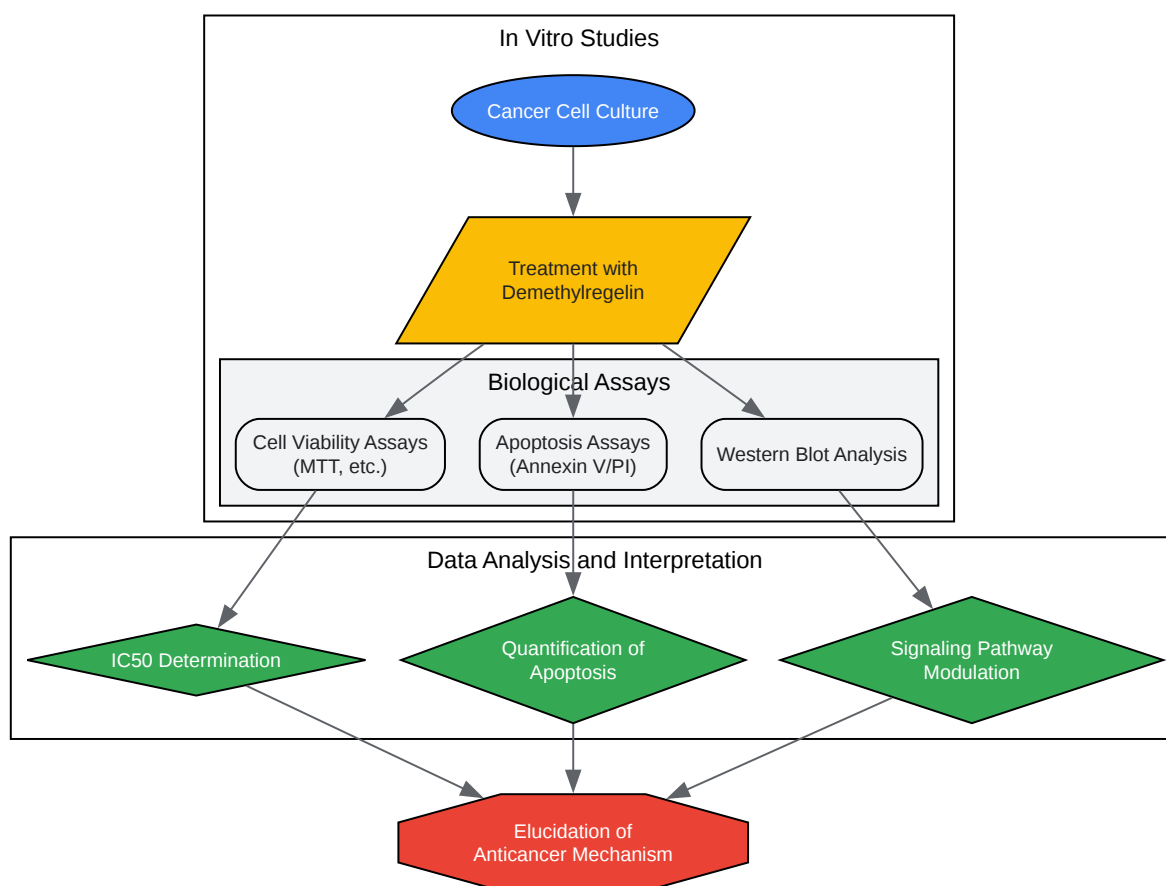 In Vitro Studies
Cancer Cell Culture
Treatment with
Demethylregelin
Biological Assays
Cell Viability Assays
(MTT, etc.)
Apoptosis Assays
(Annexin V/PI)
Western Blot Analysis
Data Analysis and Interpretation
IC50 Determination
Quantification of
Apoptosis
Signaling Pathway
Modulation
Elucidation of
Anticancer Mechanism